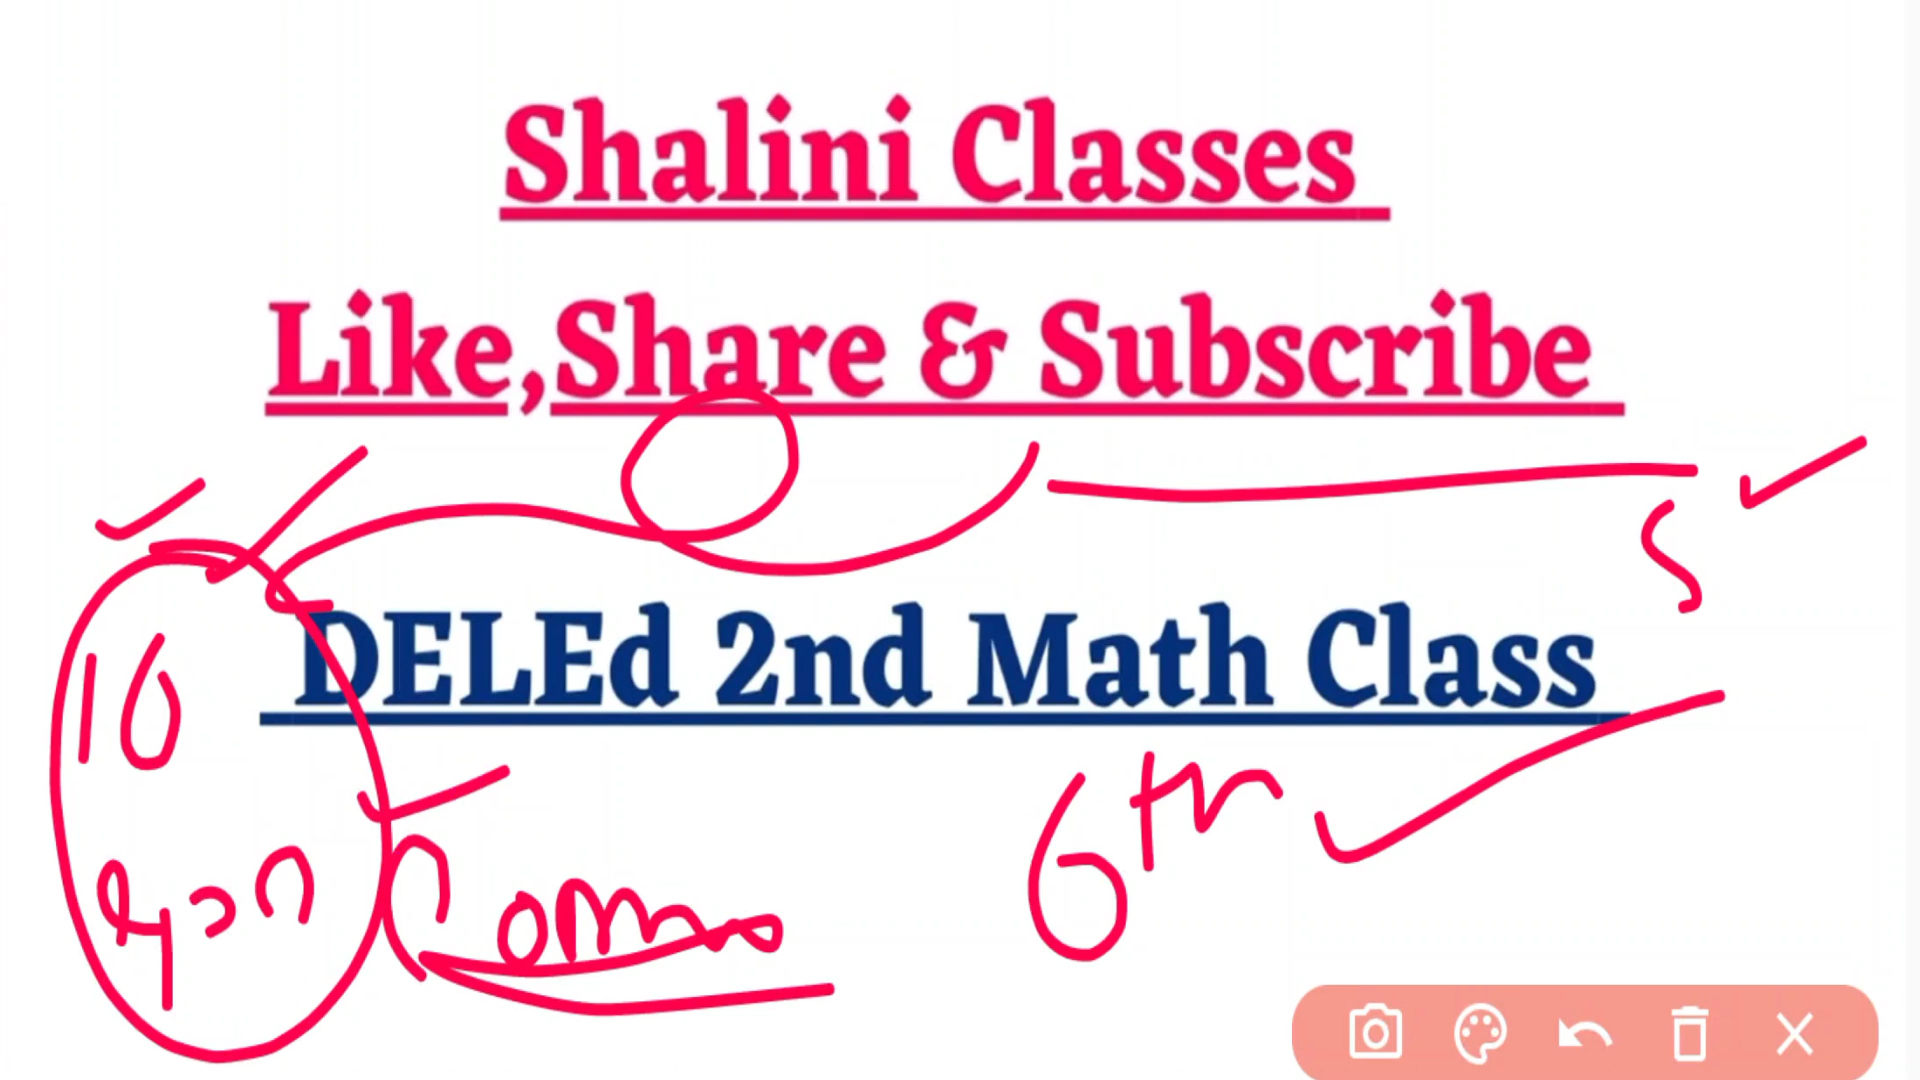 Shalini Classes
Like,Share & Subscribe
S
DELEd 2nd Math Class
10
6th